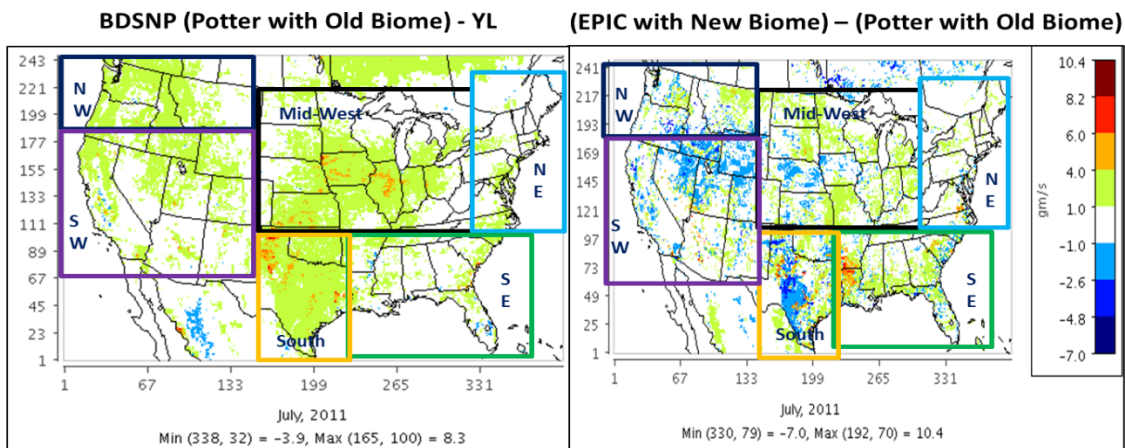 BDSNP (Potter with Old Biome) - YL
(EPIC with New Biome) – (Potter with Old Biome)
243
221
199
177
155
133
111
89
67
45
23
1
1
67
133
199
265
331
N
W
S
W
Mid-West
N
E
S
E
South
July, 2011
Min (338, 32) = -3.9, Max (165, 100) = 8.3
241
217
193
169
145
121
97
73
49
25
1
1
67
133
199
265
331
N
W
S
W
Mid-West
N
E
S
E
South
July, 2011
Min (330, 79) = -7.0, Max (192, 70) = 10.4
10.4
8.2
6.0
4.0
1.0
-1.0
-2.6
-4.8
-7.0
gm/s